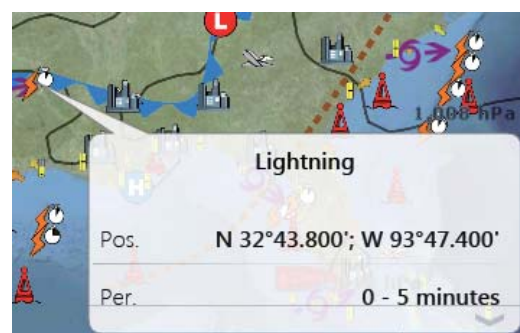 L
1,008 hPa
Lightning
H
Pos. N 32°43.800'; W 93°47.400'
Per. 0 - 5 minutes